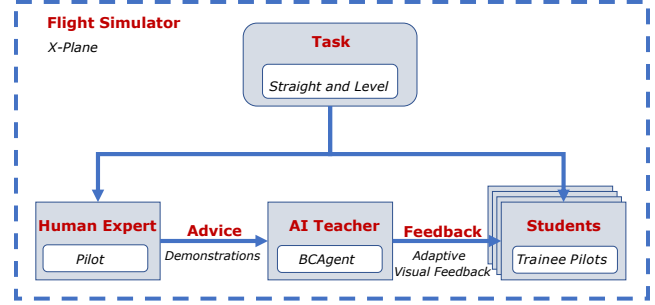 Flight Simulator
X-Plane
Task
Straight and Level
Human Expert
Pilot
Advice
Demonstrations
AI Teacher
BCAgent
Feedback
Adaptive
Visual Feedback
Students
Trainee Pilots